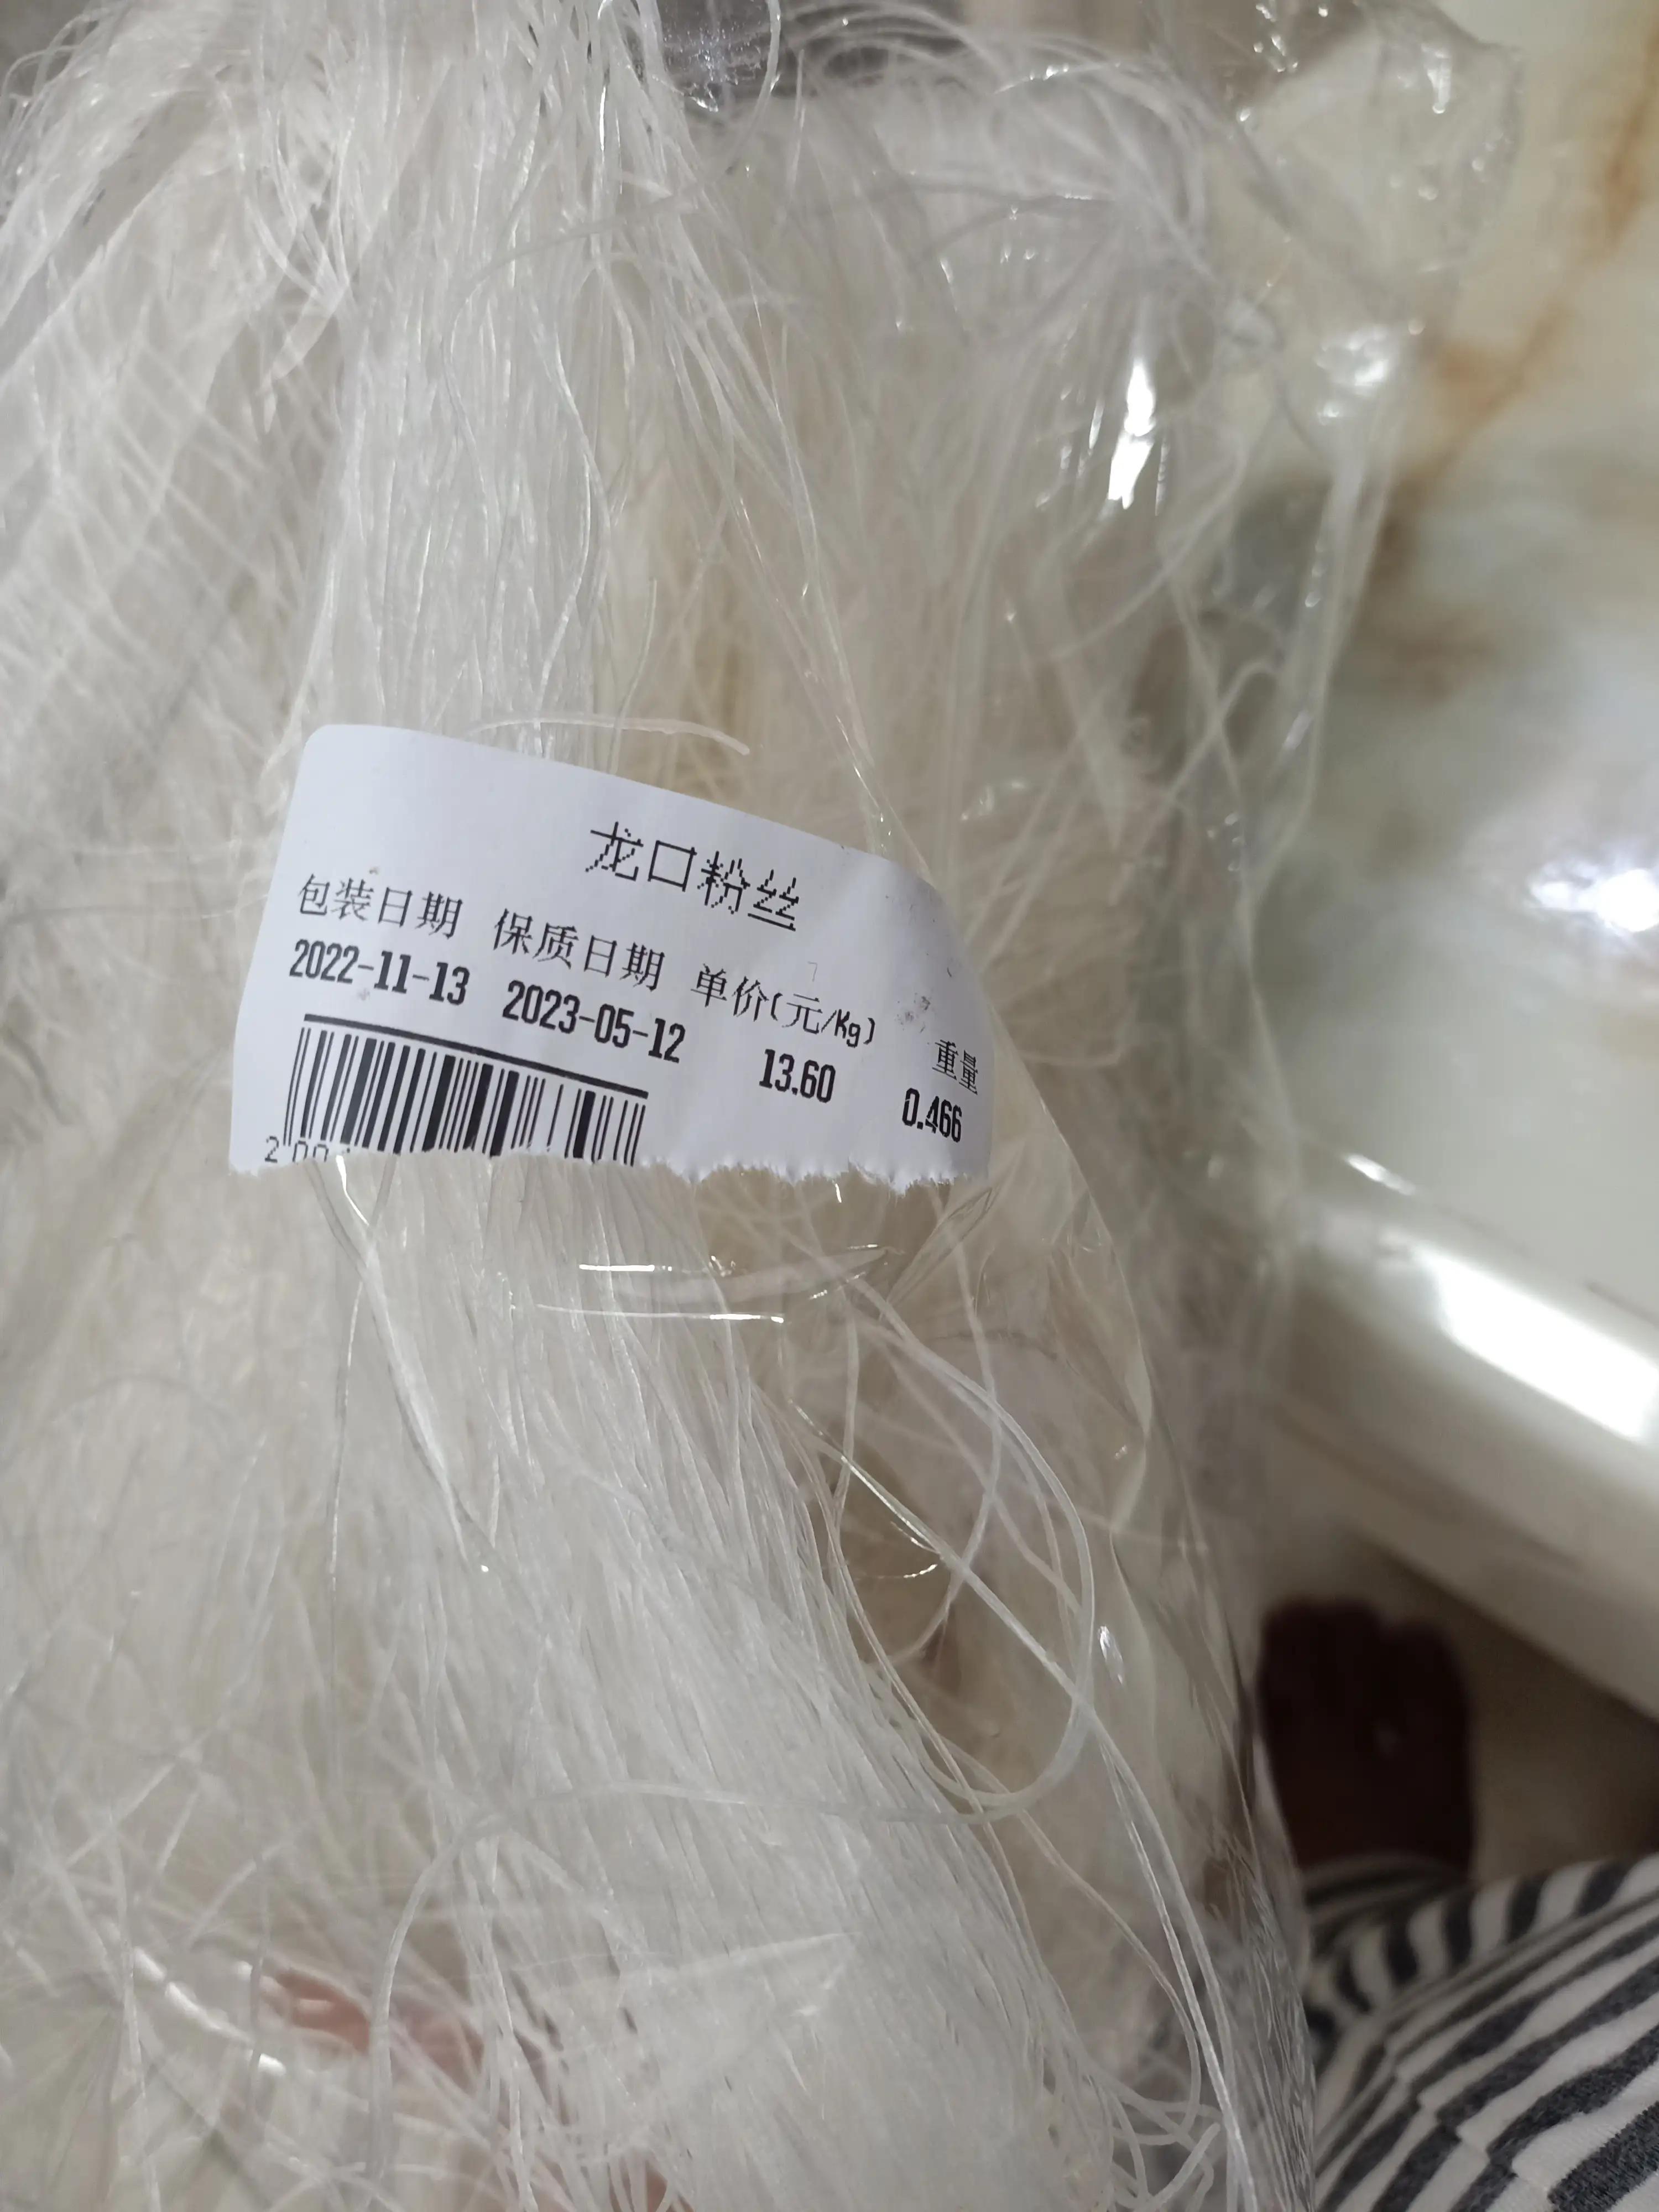 龙口粉丝
包装日期 保质日期 单价(元/Kg) 重量
2022-11-13 2023-05-12 13.60 0.466